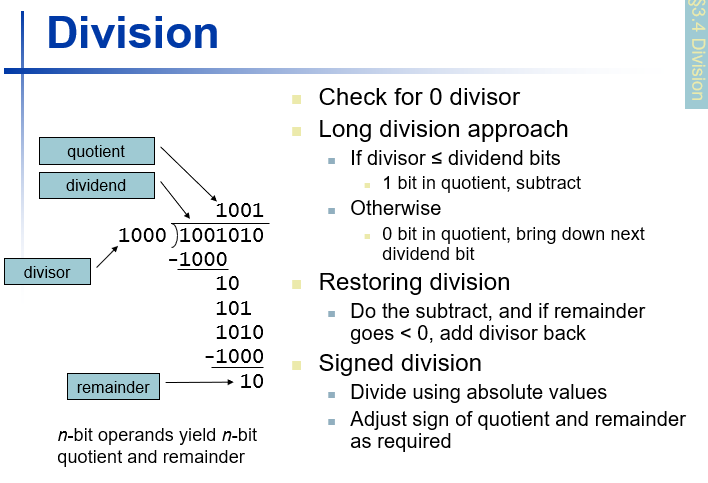 Division
§3.4 Division
quotient
dividend
1001
1000 )1001010
divisor
-1000
10
101
1010
-1000
remainder
10
n-bit operands yield n-bit
quotient and remainder
Check for 0 divisor
Long division approach
If divisor ≤ dividend bits
1 bit in quotient, subtract
Otherwise
0 bit in quotient, bring down next
dividend bit
Restoring division
Do the subtract, and if remainder
goes < 0, add divisor back
Signed division
Divide using absolute values
Adjust sign of quotient and remainder
as required